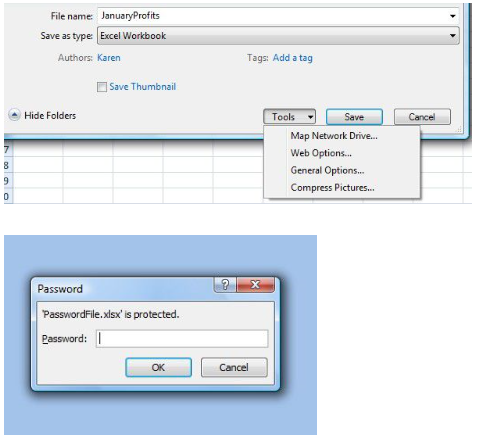 File name: JanuaryProfits
Save as type: Excel Workbook
Authors: Karen Tags: Add a tag
Save Thumbnail
Hide Folders Tools Save Cancel
Map Network Drive...
Web Options...
General Options...
Compress Pictures...
7
8
9
0
Password
'PasswordFile.xlsx' is protected.
Password:
OK Cancel